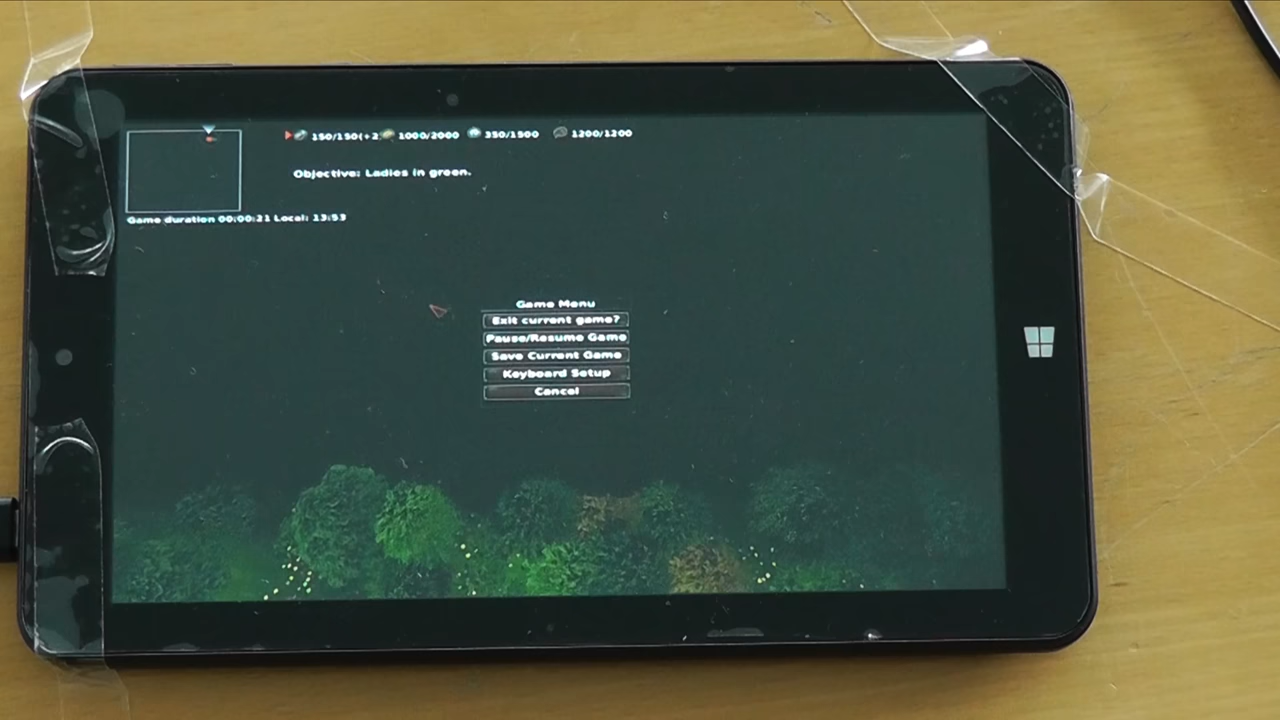 150/150(+2 1000/2000 350/1500 1200/1200
Objective: Ladies in green.
Game duration 00:00:21 Local: 13:53
Game Menu
Exit current game?
Pause/Resume Game
Save Current Game
Keyboard Setup
Cancel